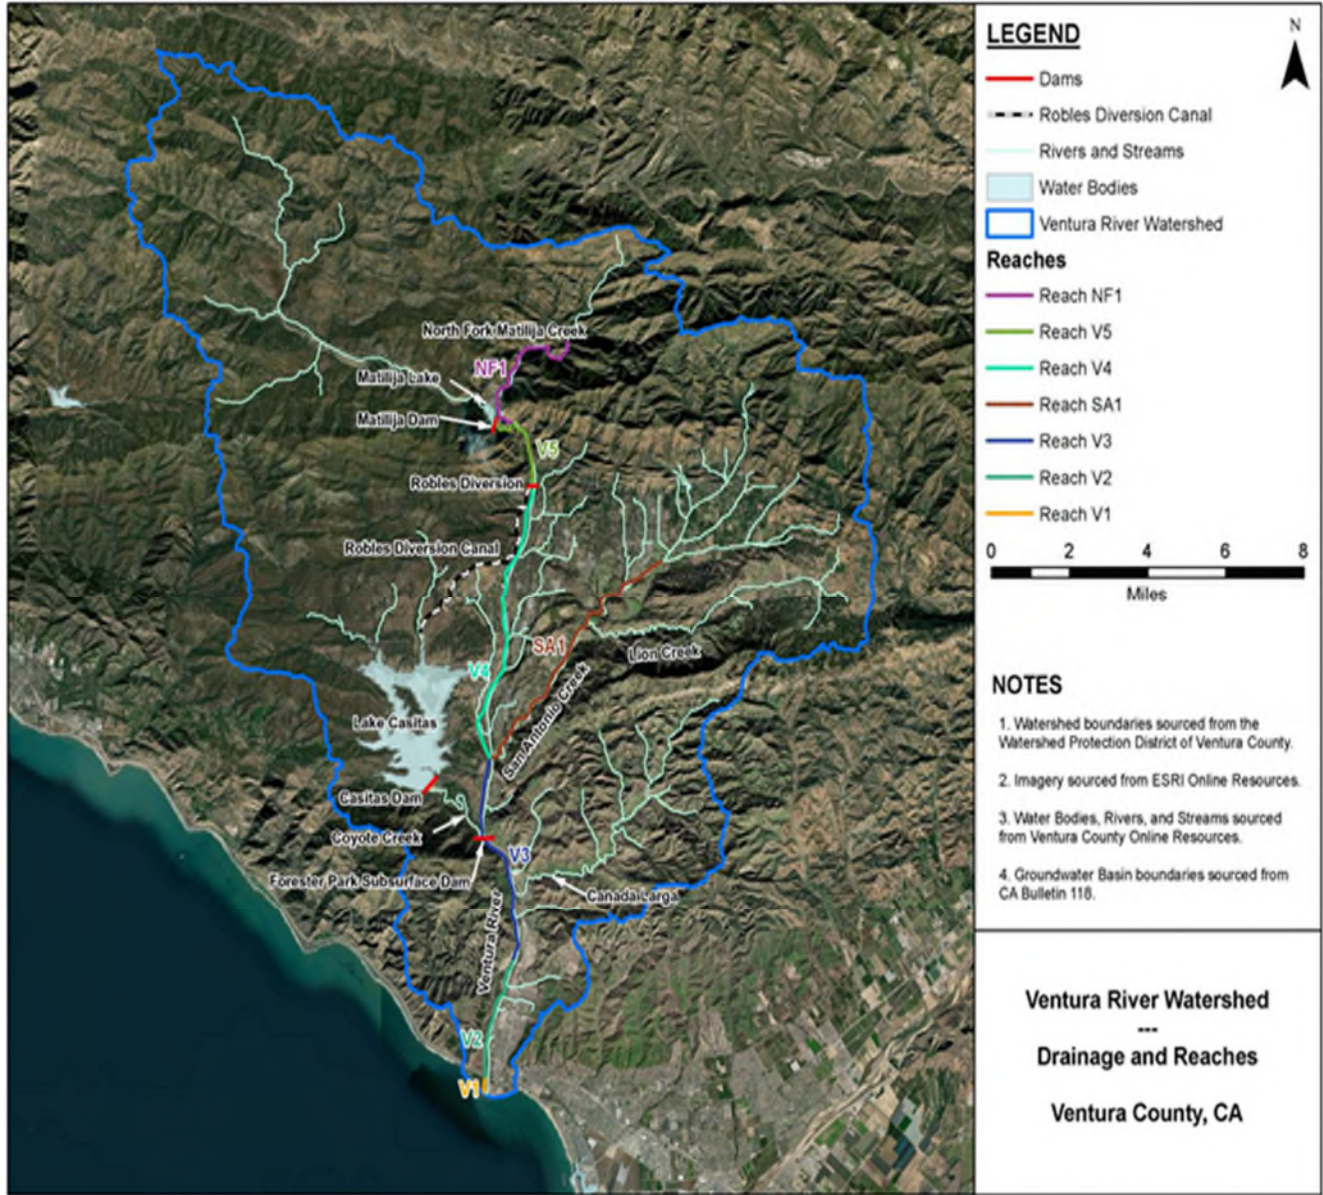 North Fork Matilija Creek
NF1
Matilija Lake
Matilija Dam
V5
Robles Diversion
Robles Diversion Canal
SA1
Lion Creek
V4
San Antonio Creek
Lake Casitas
Casitas Dam
Coyote Creek
V3
Forester Park Subsurface Dam
Canada Larga
Ventura River
V2
V1
LEGEND
N
Dams
Robles Diversion Canal
Rivers and Streams
Water Bodies
Ventura River Watershed
Reaches
Reach NF1
Reach V5
Reach V4
Reach SA1
Reach V3
Reach V2
Reach V1
0 2 4 6 8
Miles
NOTES
1. Watershed boundaries sourced from the
Watershed Protection District of Ventura County.
2. Imagery sourced from ESRI Online Resources.
3. Water Bodies, Rivers, and Streams sourced
from Ventura County Online Resources.
4. Groundwater Basin boundaries sourced from
CA Bulletin 118.
Ventura River Watershed
---
Drainage and Reaches
Ventura County, CA